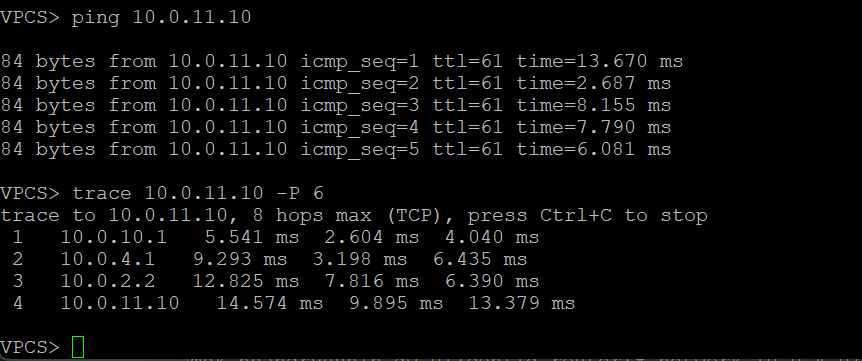 VPCS> ping 10.0.11.10
84 bytes from 10.0.11.10 icmp_seq=1 ttl=61 time=13.670 ms
84 bytes from 10.0.11.10 icmp_seq=2 ttl=61 time=2.687 ms
84 bytes from 10.0.11.10 icmp_seq=3 ttl=61 time=8.155 ms
84 bytes from 10.0.11.10 icmp_seq=4 ttl=61 time=7.790 ms
84 bytes from 10.0.11.10 icmp_seq=5 ttl=61 time=6.081 ms
VPCS> trace 10.0.11.10 -P 6
trace to 10.0.11.10, 8 hops max (TCP), press Ctrl+C to stop
1 10.0.10.1 5.541 ms 2.604 ms 4.040 ms
2 10.0.4.1 9.293 ms 3.198 ms 6.435 ms
3 10.0.2.2 12.825 ms 7.816 ms 6.390 ms
4 10.0.11.10 14.574 ms 9.895 ms 13.379 ms
VPCS>